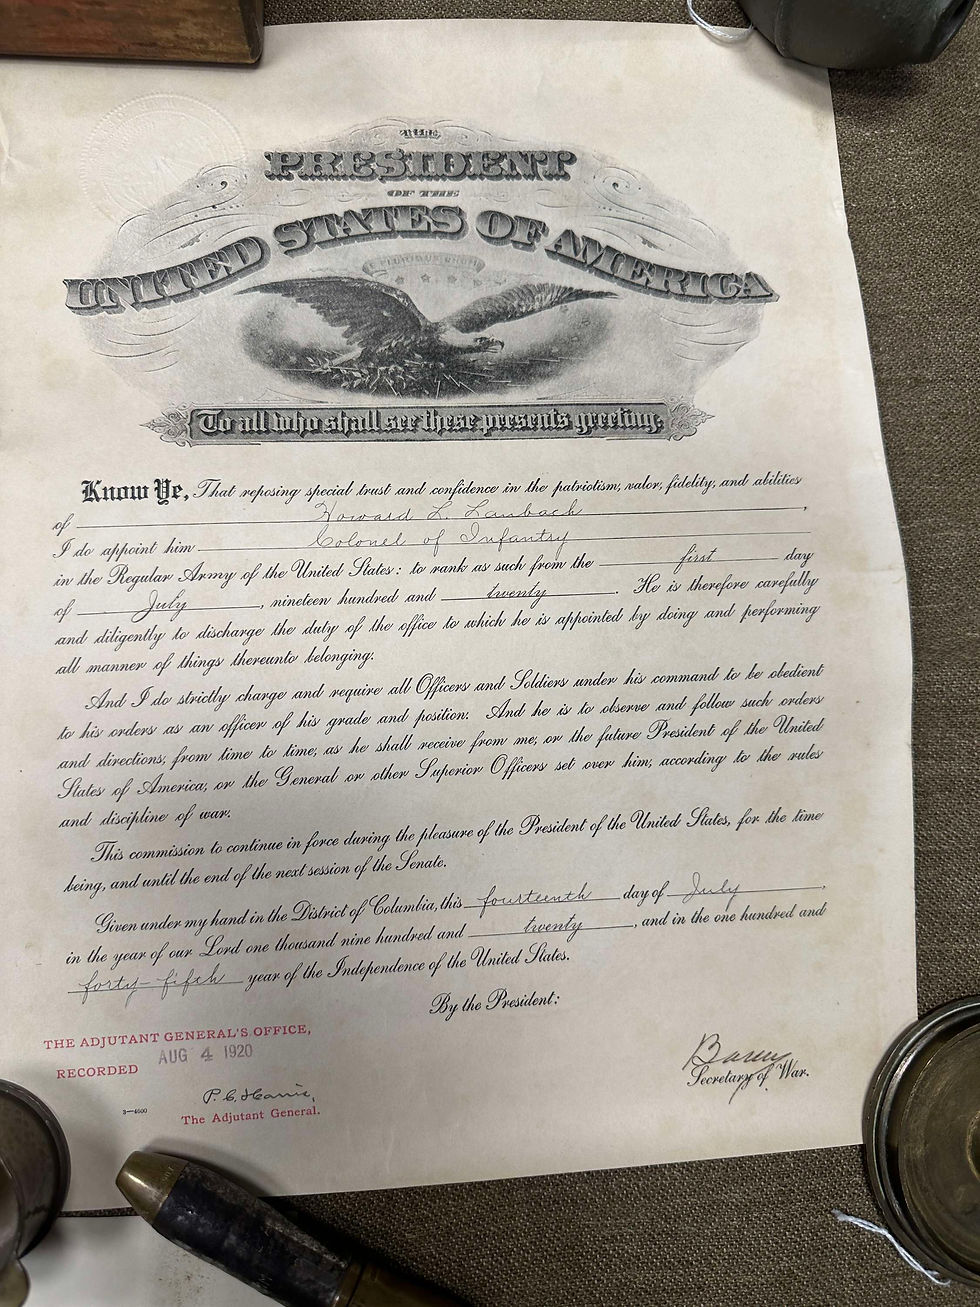 THE
PRESIDENT
OF THE
UNITED STATES OF AMERICA
E PLURIBUS UNUM
To all who shall see these presents greeting:
Know Ye, That reposing special trust and confidence in the patriotism, valor, fidelity, and abilities
of Howard L. Laubach,
I do appoint him Colonel of Infantry
in the Regular Army of the United States: to rank as such from the first day
of July, nineteen hundred and twenty. He is therefore carefully
and diligently to discharge the duty of the office to which he is appointed by doing and performing
all manner of things thereunto belonging.
And I do strictly charge and require all Officers and Soldiers under his command to be obedient
to his orders as an officer of his grade and position. And he is to observe and follow such orders
and directions, from time to time, as he shall receive from me, or the future President of the United
States of America, or the General or other Superior Officers set over him, according to the rules
and discipline of war.
This commission to continue in force during the pleasure of the President of the United States, for the time
being, and until the end of the next session of the Senate.
Given under my hand in the District of Columbia, this fourteenth day of July,
in the year of our Lord one thousand nine hundred and twenty, and in the one hundred and
forty-fifth year of the Independence of the United States.
By the President:
THE ADJUTANT GENERAL'S OFFICE,
RECORDED AUG 4 1920
P. C. Harris,
The Adjutant General.
3—4600
Secretary of War.